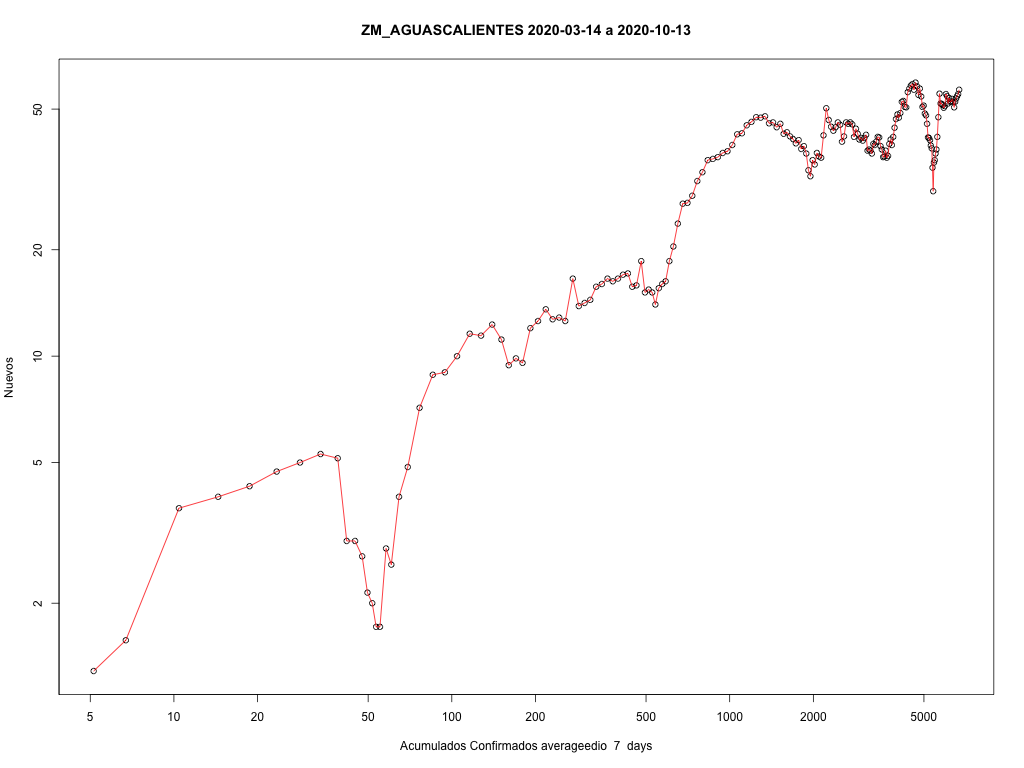 ZM_AGUASCALIENTES 2020-03-14 a 2020-10-13
50
20
10
5
2
Nuevos
5 10 20 50 100 200 500 1000 2000 5000
Acumulados Confirmados averageedio 7 days